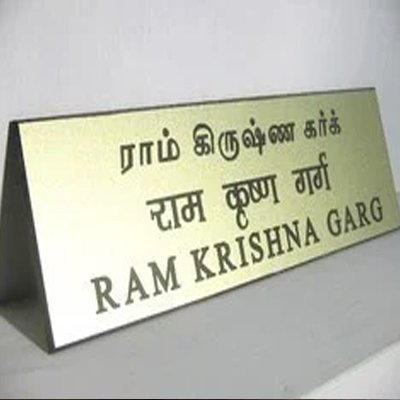 ராம் கிருஷ்ண கர்க்
राम कृष्ण गर्ग
RAM KRISHNA GARG